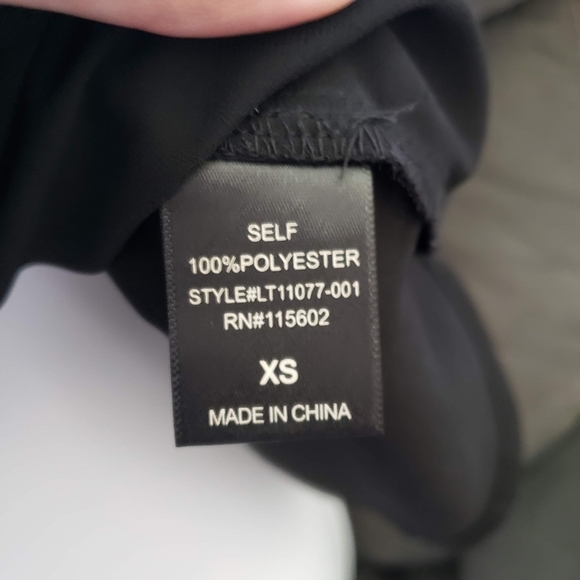 SELF
100%POLYESTER
STYLE#LT11077-001
RN#115602
XS
MADE IN CHINA